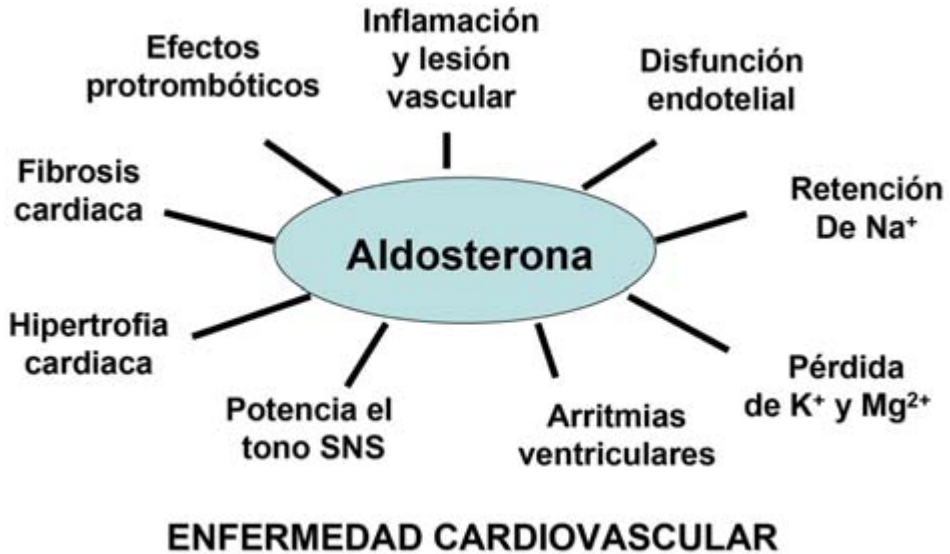 Inflamación
y lesión
vascular
Efectos
protrombóticos
Disfunción
endotelial
Fibrosis
cardiaca
Retención
De Na⁺
Aldosterona
Hipertrofia
cardiaca
Pérdida
de K⁺ y Mg²⁺
Potencia el
tono SNS
Arritmias
ventriculares
ENFERMEDAD CARDIOVASCULAR